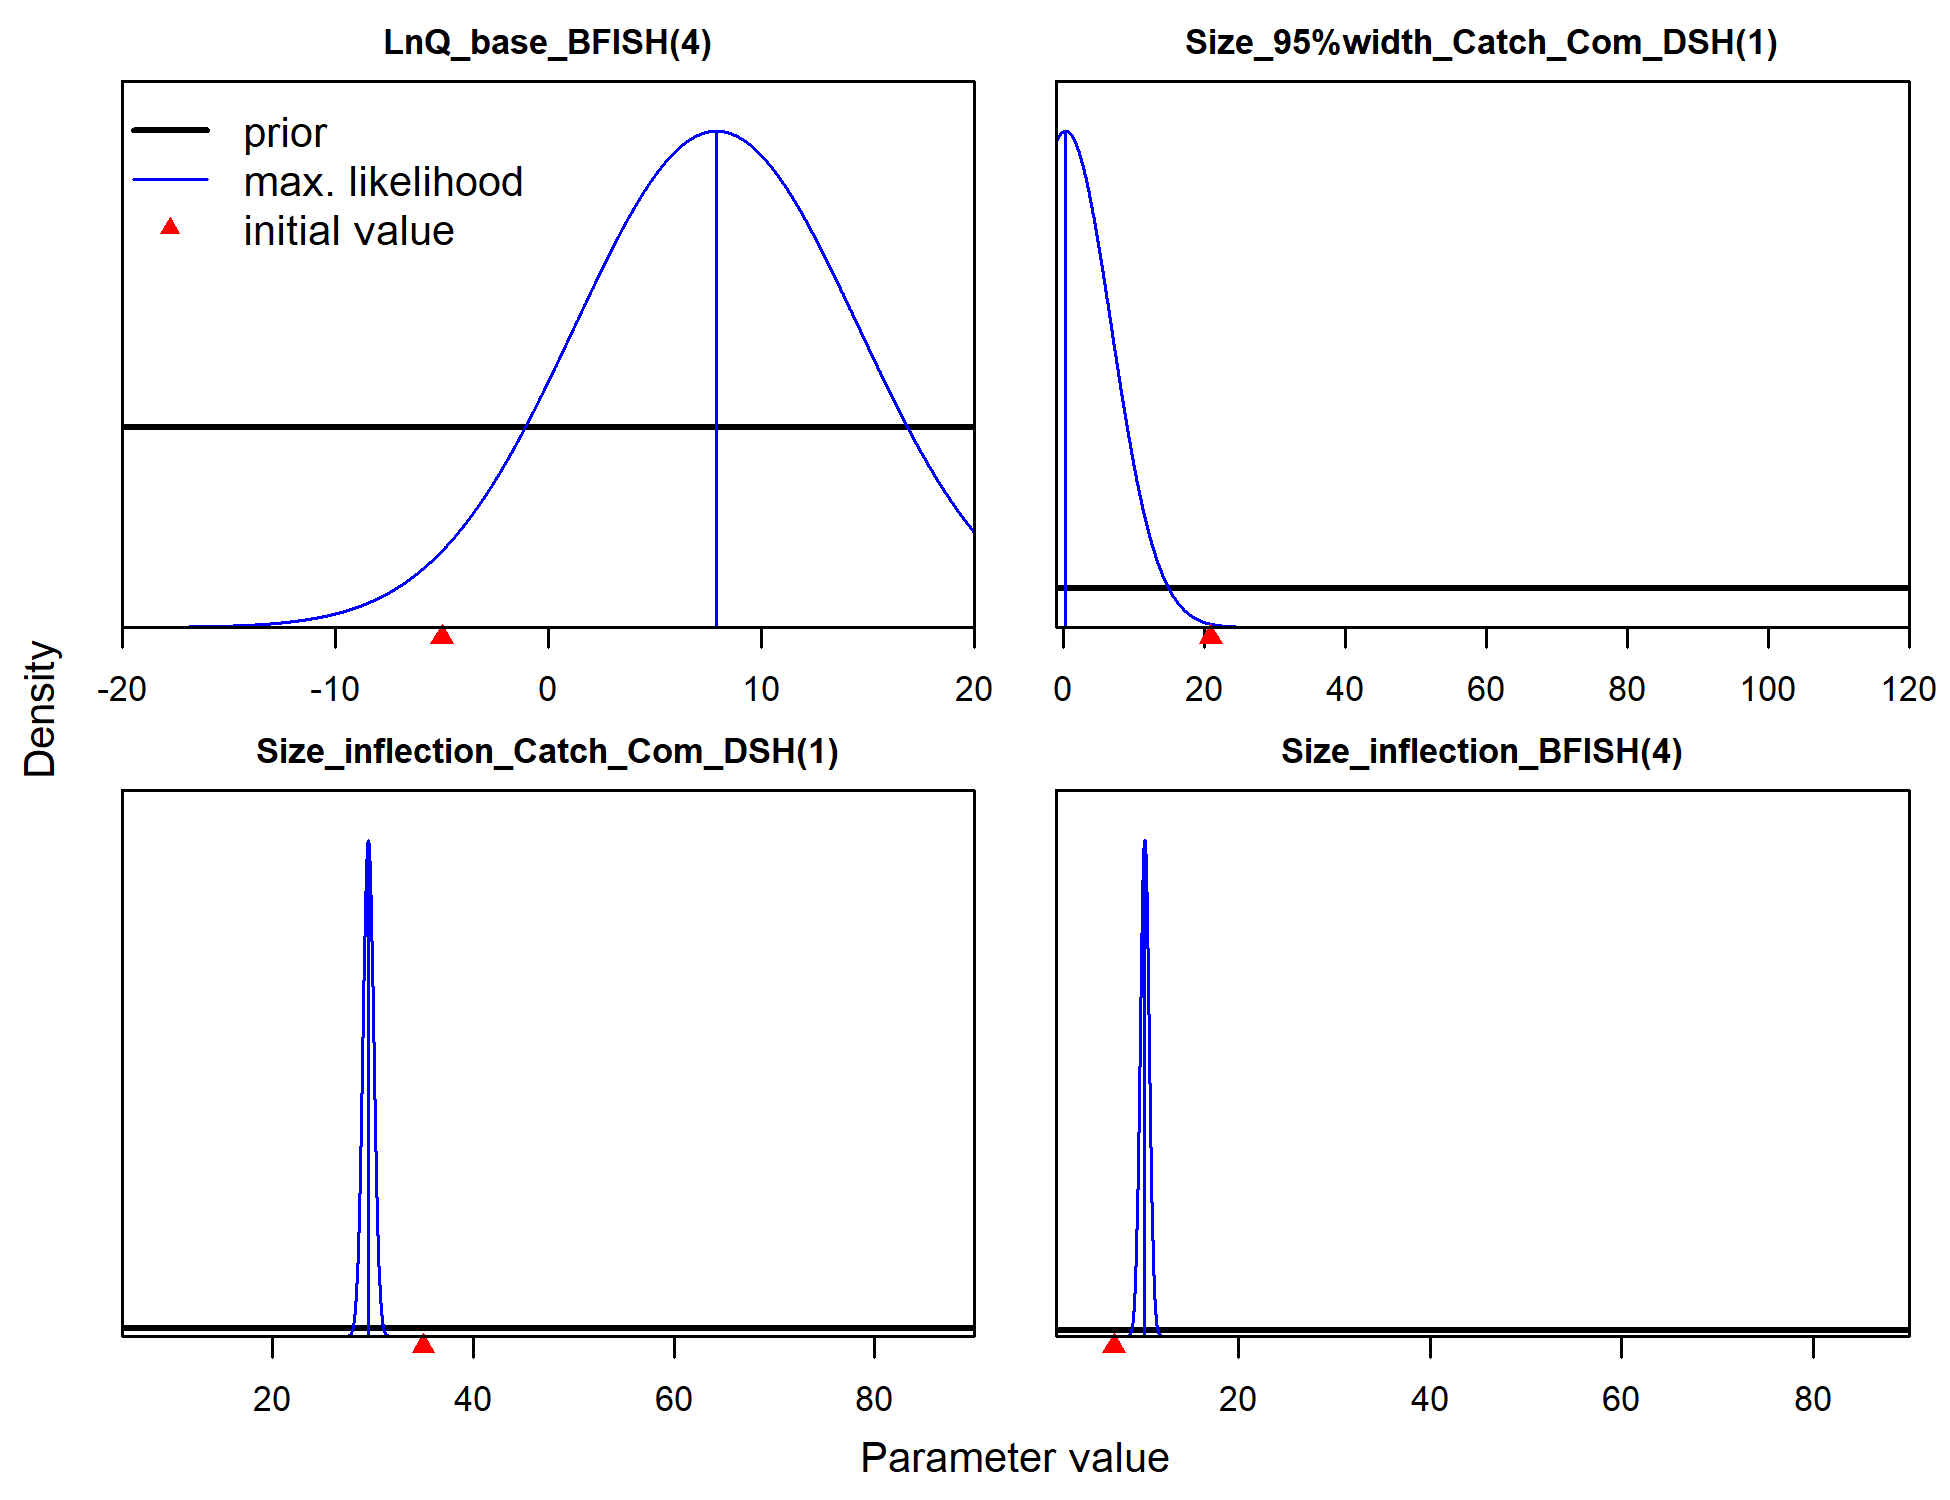 LnQ_base_BFISH(4)
Size_95%width_Catch_Com_DSH(1)
prior
max. likelihood
initial value
-20 -10 0 10 20
0 20 40 60 80 100 120
Density
Size_inflection_Catch_Com_DSH(1)
Size_inflection_BFISH(4)
20 40 60 80
20 40 60 80
Parameter value